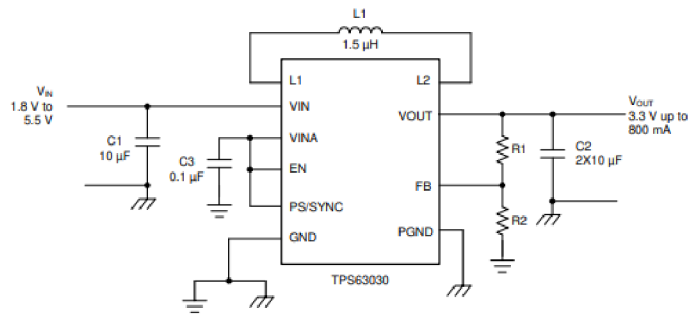 L1
1.5 µH
L1
L2
V_IN
1.8 V to
5.5 V
VIN
VOUT
V_OUT
3.3 V up to
800 mA
C1
10 µF
VINA
R1
C2
2X10 µF
C3
0.1 µF
EN
FB
PS/SYNC
R2
GND
PGND
TPS63030